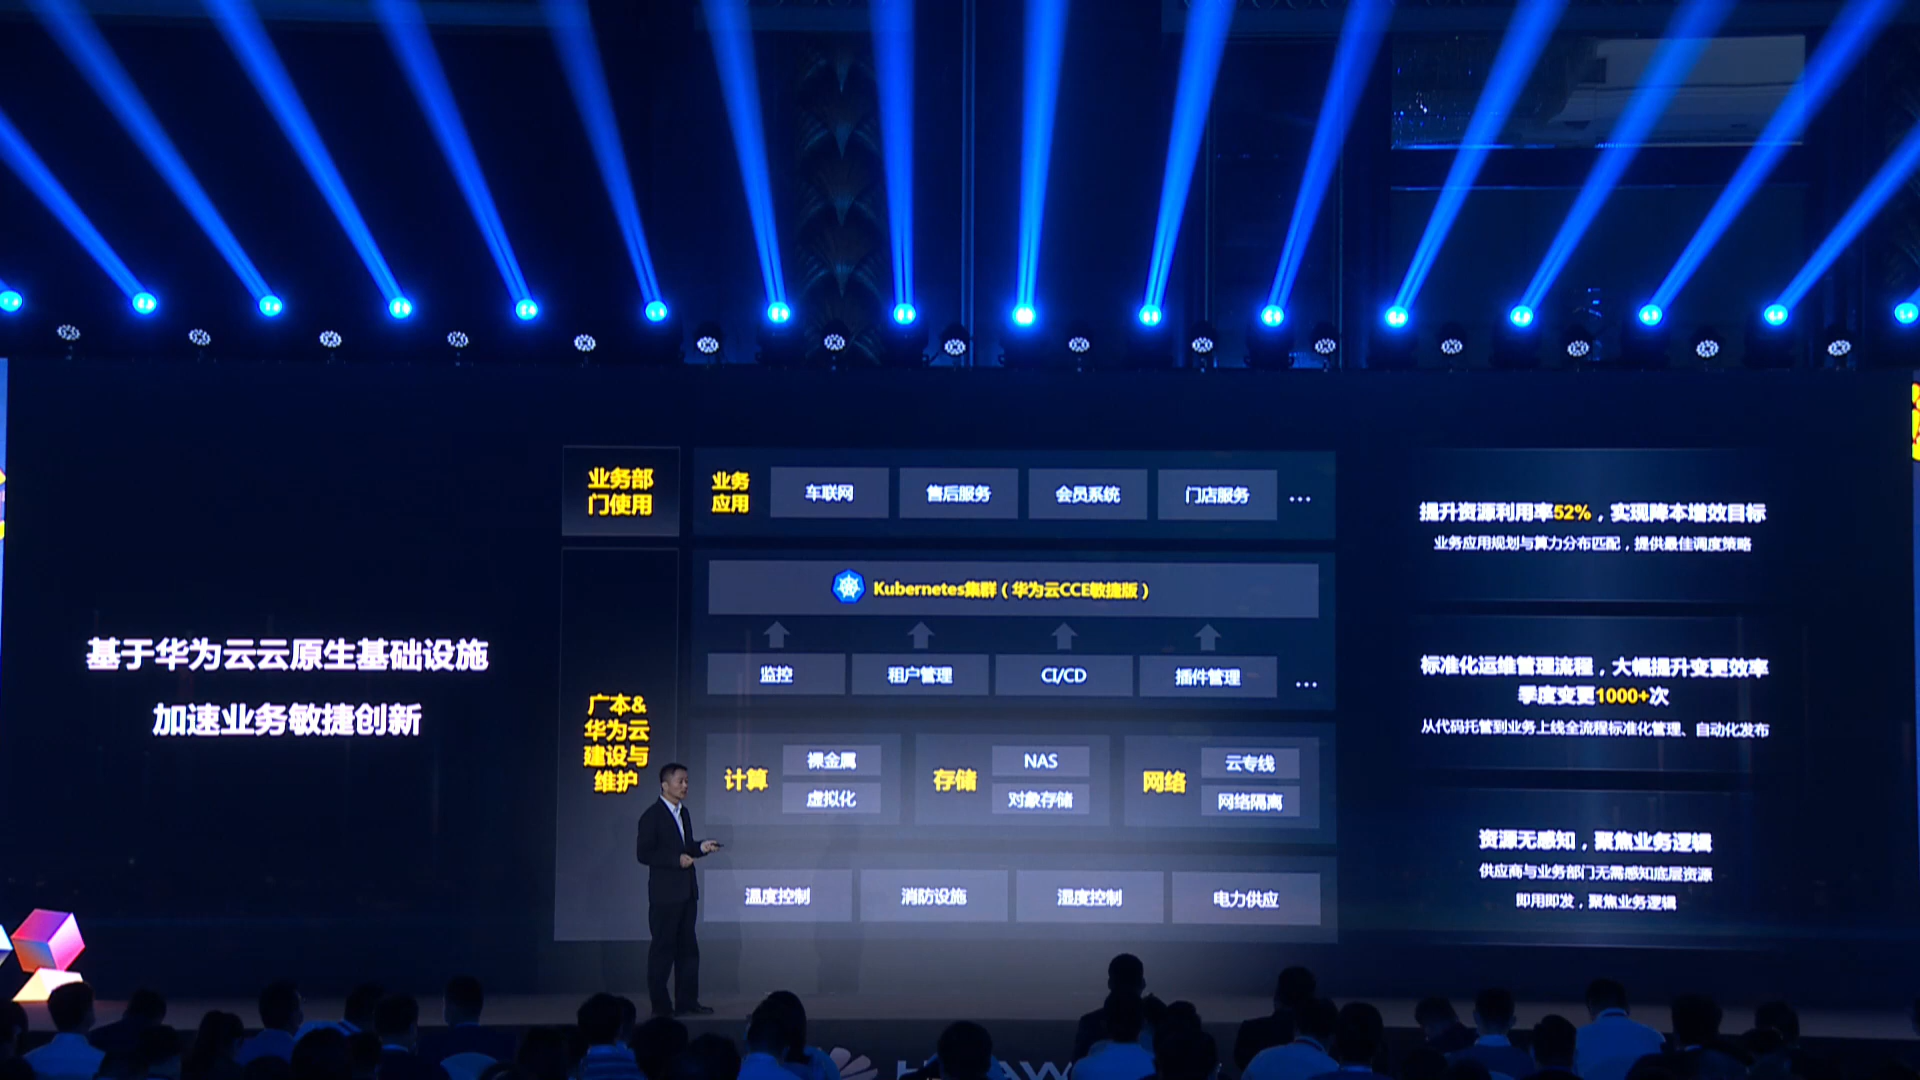 基于华为云云原生基础设施
加速业务敏捷创新
业务部
门使用
业务
应用
车联网
售后服务
会员系统
门店服务
...
广本&
华为云
建设与
维护
Kubernetes集群（华为云CCE敏捷版）
监控
租户管理
CI/CD
插件管理
...
计算
裸金属
虚拟化
存储
NAS
对象存储
网络
云专线
网络隔离
温度控制
消防设施
湿度控制
电力供应
提升资源利用率52%，实现降本增效目标
业务应用规划与算力分布匹配，提供最佳调度策略
标准化运维管理流程，大幅提升变更效率
季度变更1000+次
从代码托管到业务上线全流程标准化管理、自动化发布
资源无感知，聚焦业务逻辑
供应商与业务部门无需感知底层资源
即用即发，聚焦业务逻辑